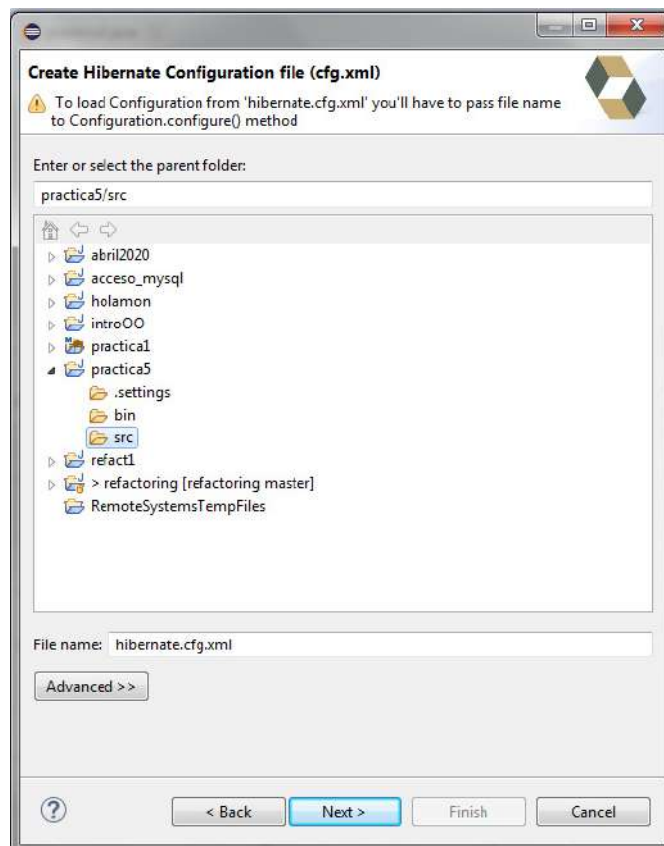 Create Hibernate Configuration file (cfg.xml)
To load Configuration from 'hibernate.cfg.xml' you'll have to pass file name
to Configuration.configure() method
Enter or select the parent folder:
practica5/src
abril2020
acceso_mysql
holamon
introOO
practica1
practica5
.settings
bin
src
refact1
> refactoring [refactoring master]
RemoteSystemsTempFiles
File name: hibernate.cfg.xml
Advanced >>
< Back Next > Finish Cancel